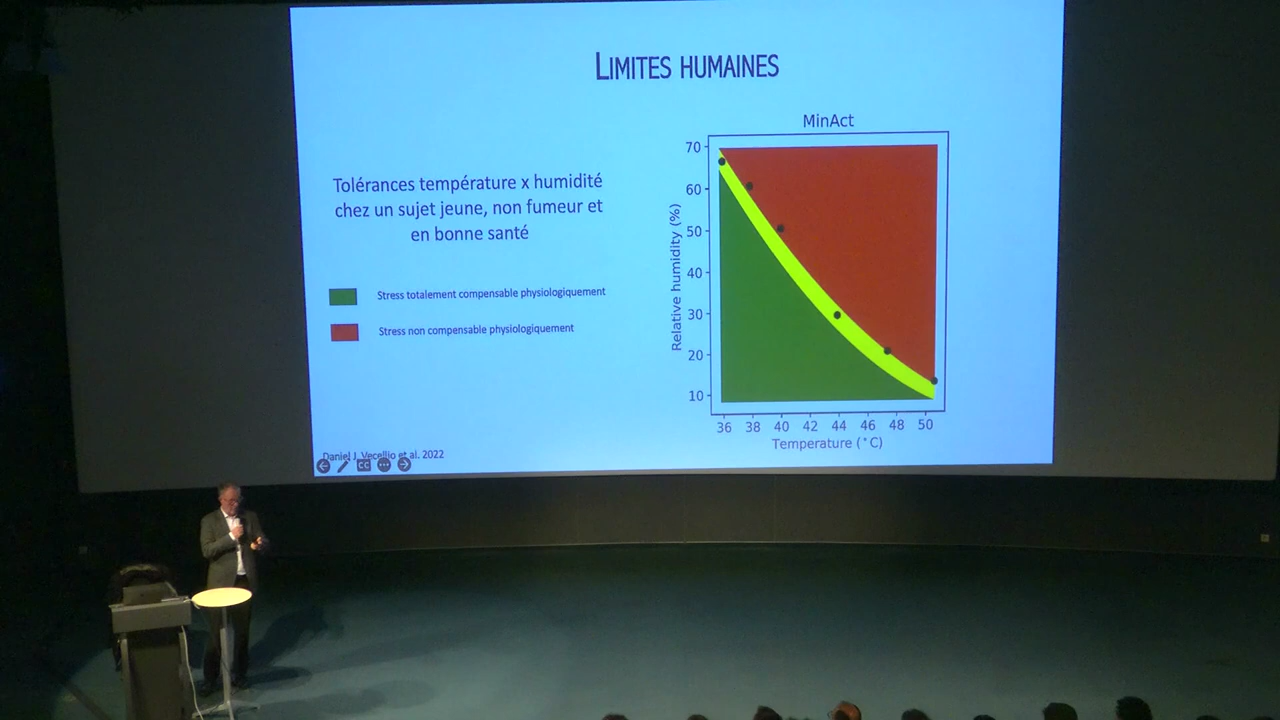 LIMITES HUMAINES
Tolérances température x humidité
chez un sujet jeune, non fumeur et
en bonne santé
Stress totalement compensable physiologiquement
Stress non compensable physiologiquement
Daniel J. Vecellio et al. 2022
CC
MinAct
Relative humidity (%)
70
60
50
40
30
20
10
36 38 40 42 44 46 48 50
Temperature (°C)